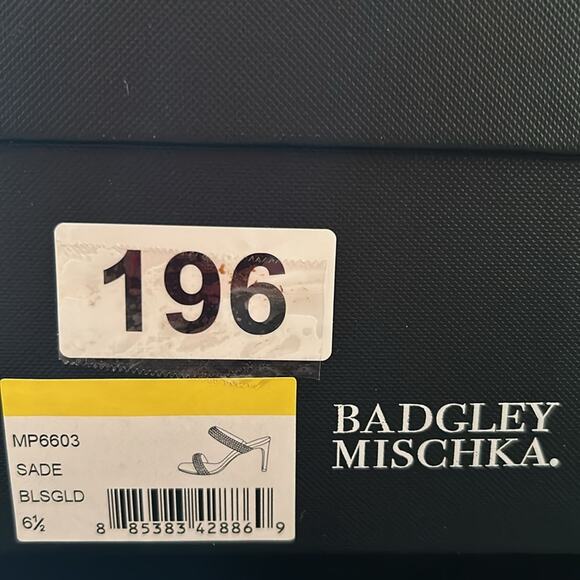 196
MP6603
SADE
BLSGLD
6½
8 85383 42886 9
BADGLEY
MISCHKA.